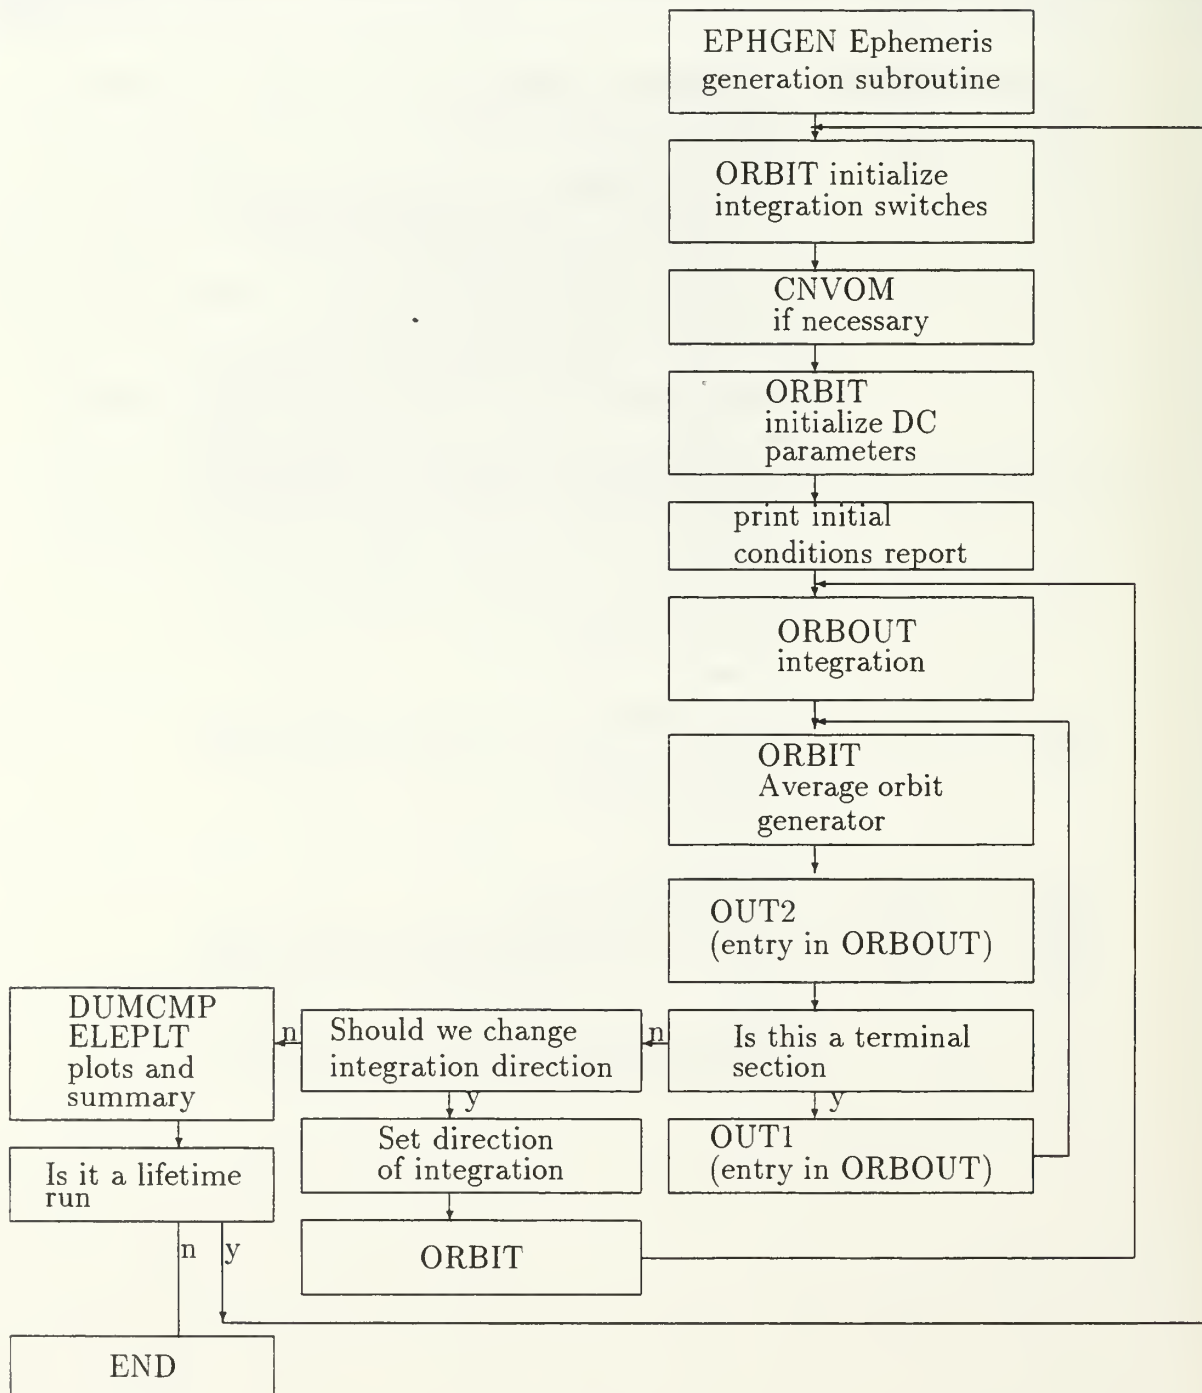 EPHGEN Ephemeris
generation subroutine
ORBIT initialize
integration switches
CNVOM
if necessary
ORBIT
initialize DC
parameters
print initial
conditions report
ORBOUT
integration
ORBIT
Average orbit
generator
OUT2
(entry in ORBOUT)
Is this a terminal
section
n
y
OUT1
(entry in ORBOUT)
Should we change
integration direction
n
y
Set direction
of integration
ORBIT
DUMCMP
ELEPLT
plots and
summary
Is it a lifetime
run
n
y
END